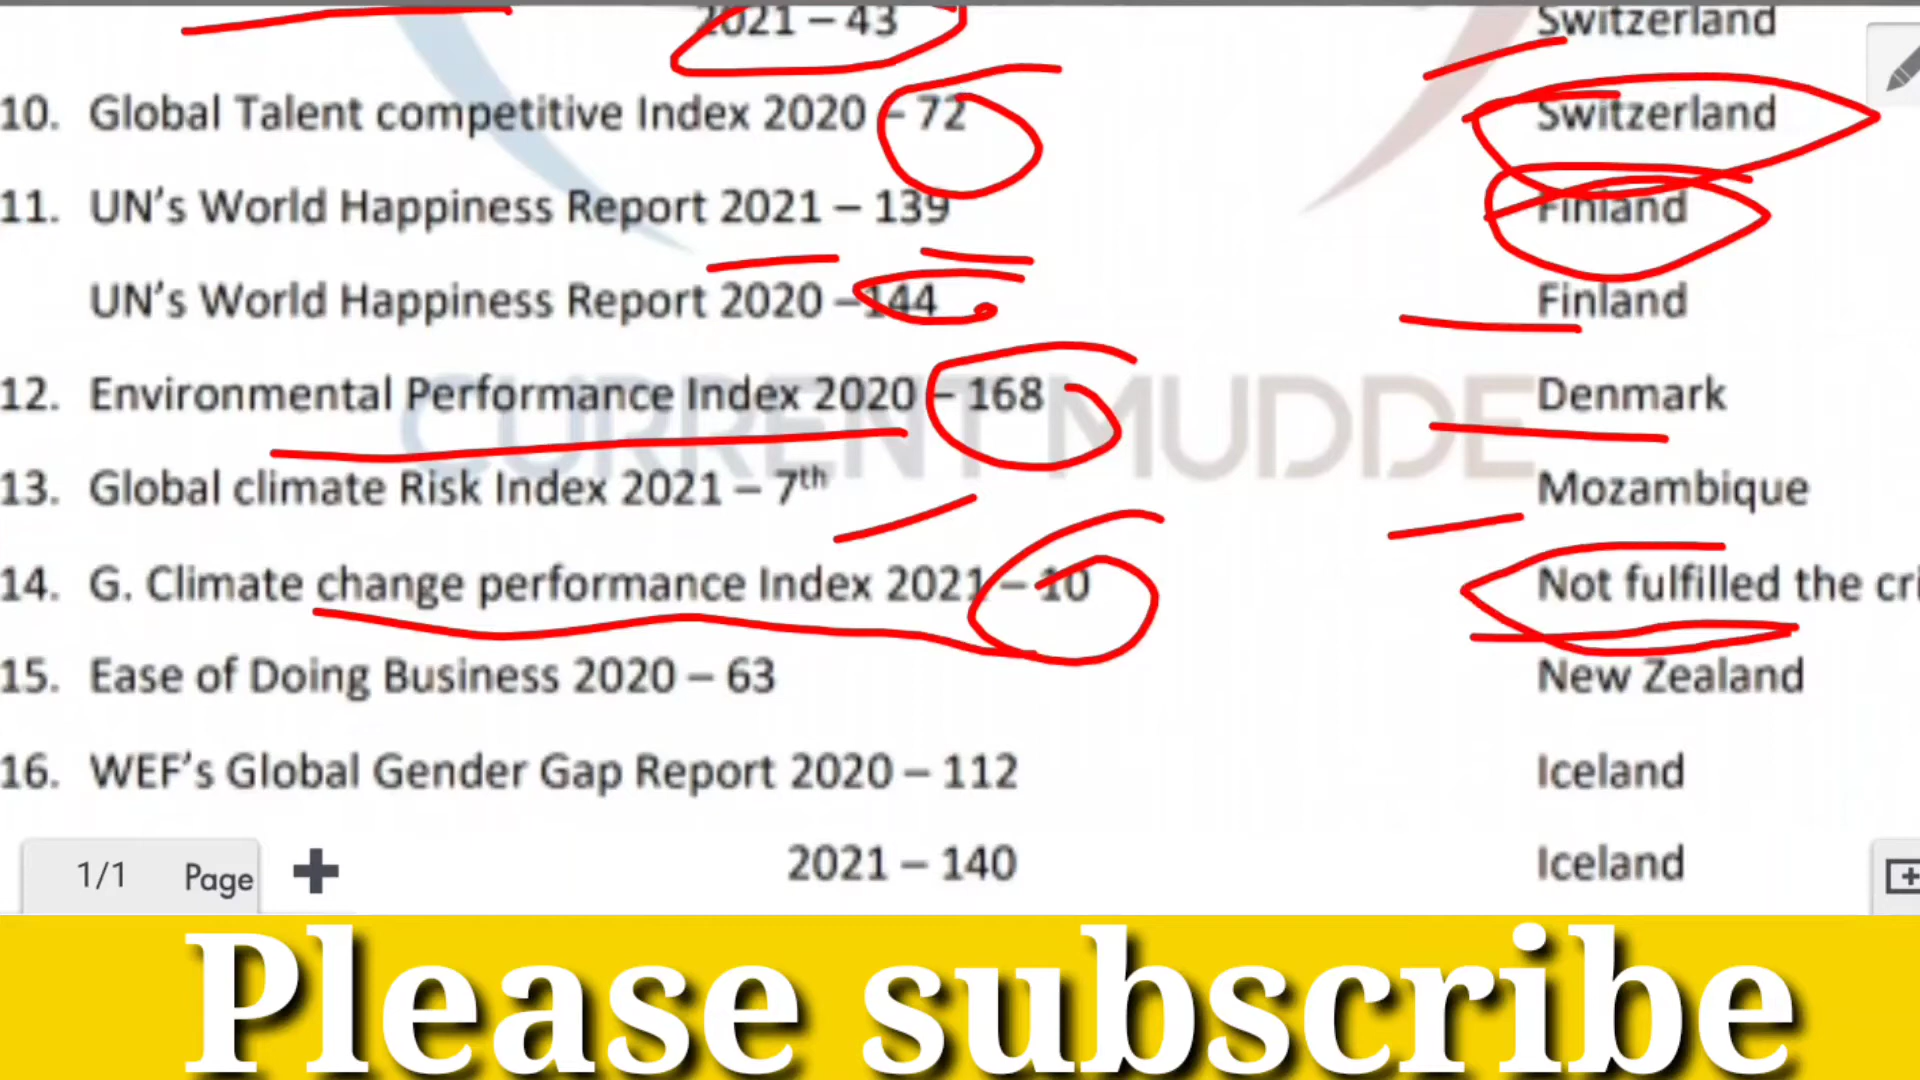 2021 – 43 Switzerland
10. Global Talent competitive Index 2020 – 72 Switzerland
11. UN's World Happiness Report 2021 – 139 Finland
UN's World Happiness Report 2020 – 144 Finland
12. Environmental Performance Index 2020 – 168 Denmark
CURRENT MUDDE
13. Global climate Risk Index 2021 – 7th Mozambique
14. G. Climate change performance Index 2021 – 10 Not fulfilled the
15. Ease of Doing Business 2020 – 63 New Zealand
16. WEF's Global Gender Gap Report 2020 – 112 Iceland
2021 – 140 Iceland
1/1 Page
Please subscribe